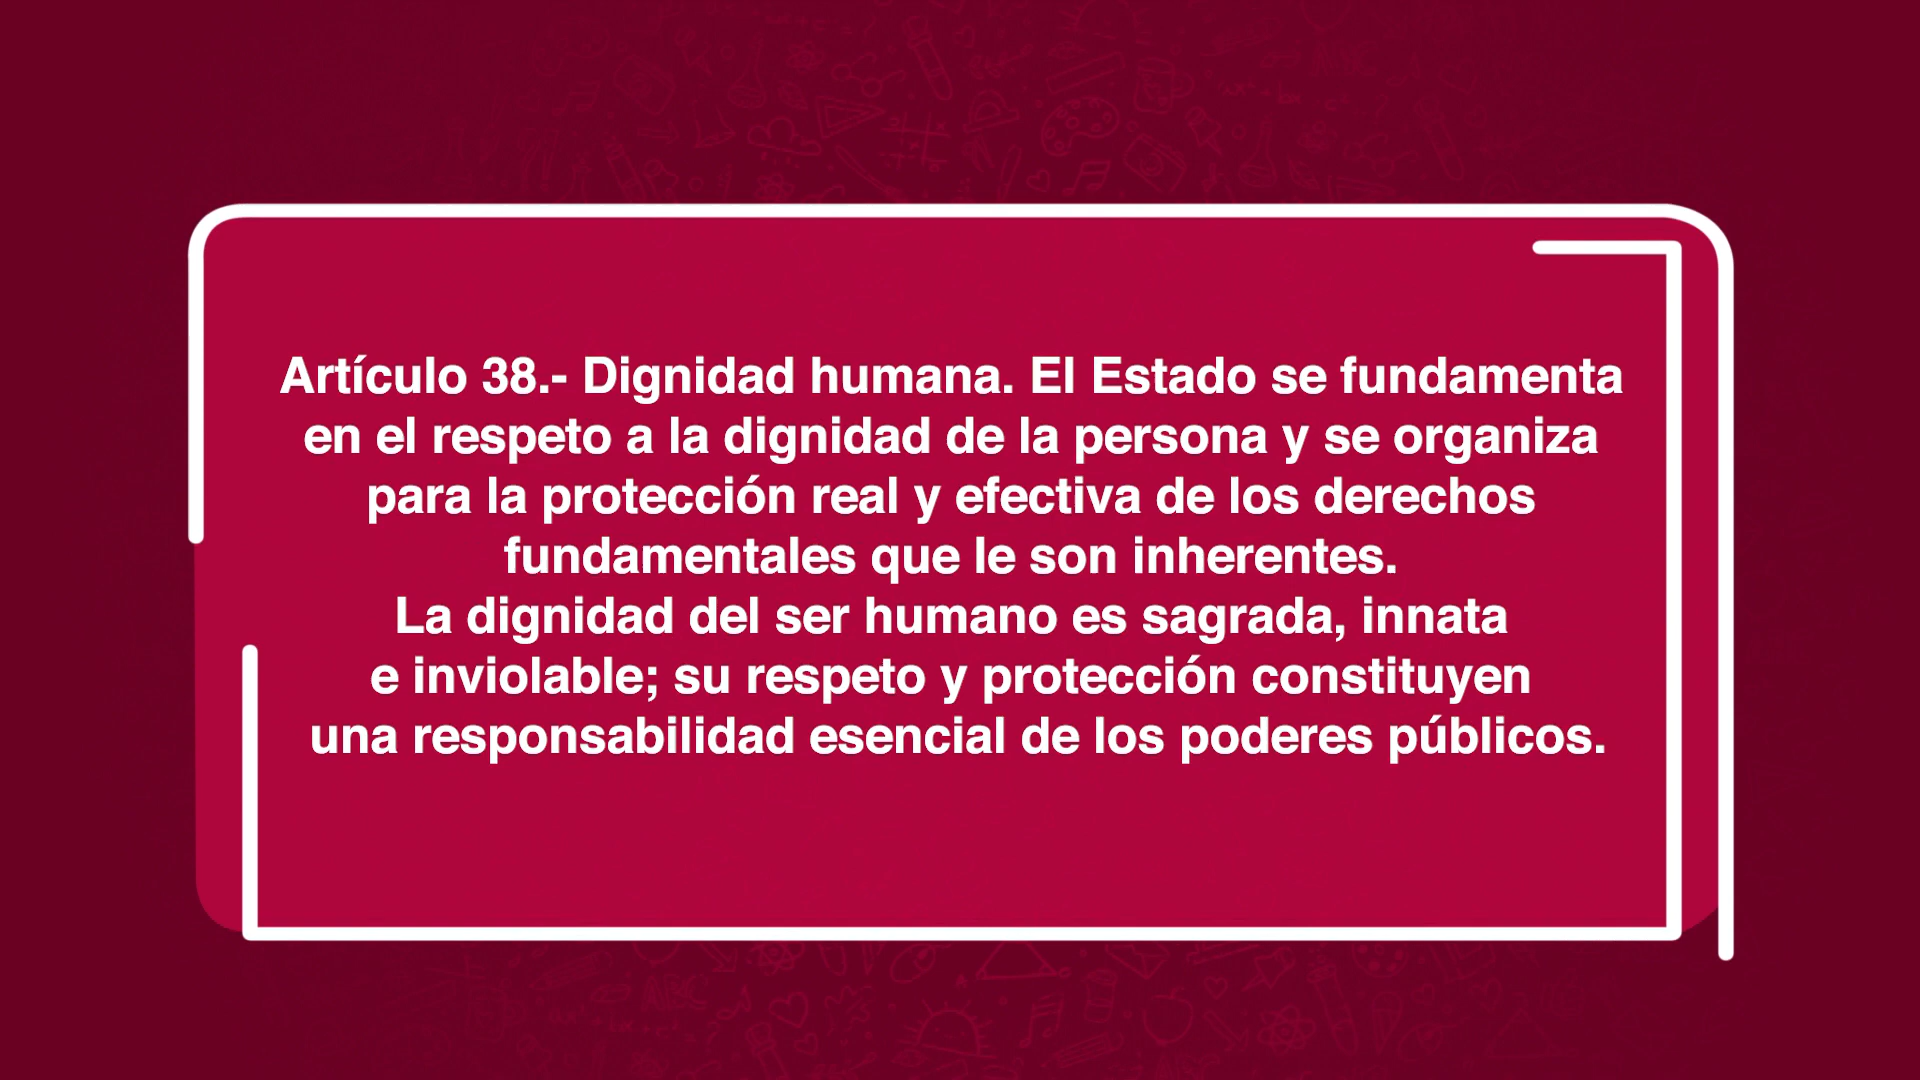 Artículo 38.- Dignidad humana. El Estado se fundamenta
en el respeto a la dignidad de la persona y se organiza
para la protección real y efectiva de los derechos
fundamentales que le son inherentes.
La dignidad del ser humano es sagrada, innata
e inviolable; su respeto y protección constituyen
una responsabilidad esencial de los poderes públicos.